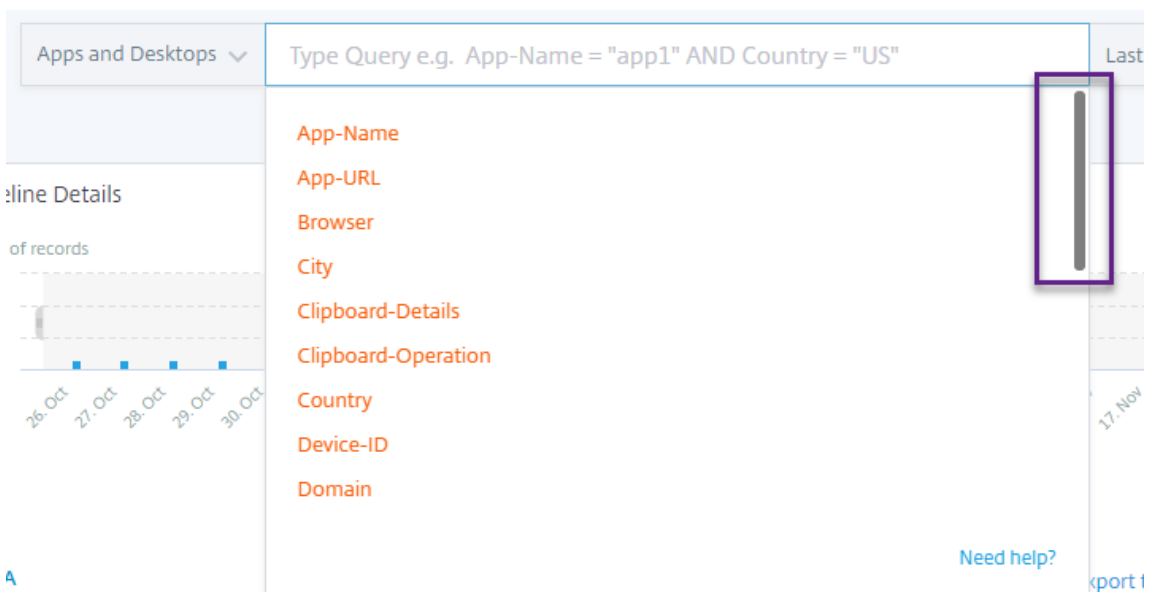 Apps and Desktops
Type Query e.g. App-Name = "app1" AND Country = "US"
Last
App-Name
App-URL
Browser
City
Clipboard-Details
Clipboard-Operation
Country
Device-ID
Domain
Need help?
eline Details
of records
26. Oct
27. Oct
28. Oct
29. Oct
30. Oct
17. Nov
A
xport t